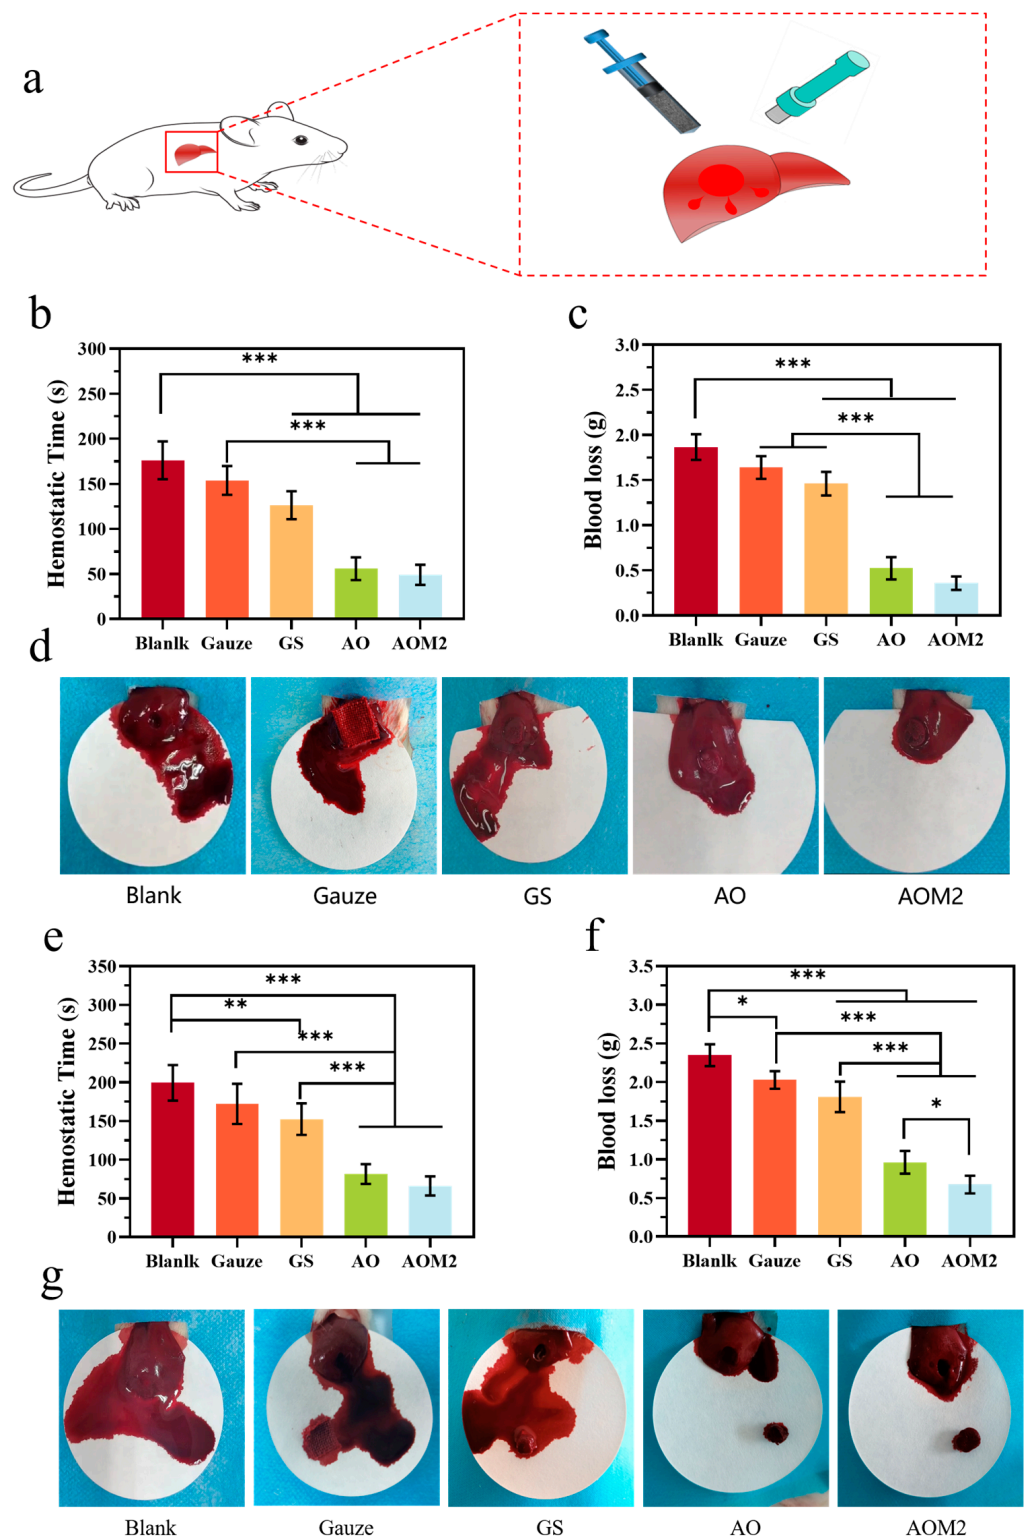 a
b
c
Hemostatic Time (s)
300
250
200
150
100
50
0
***
***
Blanlk Gauze GS AO AOM2
Blood loss (g)
3.0
2.5
2.0
1.5
1.0
0.5
0.0
***
***
Blanlk Gauze GS AO AOM2
d
Blank Gauze GS AO AOM2
e
f
Hemostatic Time (s)
350
300
250
200
150
100
50
0
***
**
***
***
Blanlk Gauze GS AO AOM2
Blood loss (g)
3.5
3.0
2.5
2.0
1.5
1.0
0.5
0.0
***
*
***
***
*
Blanlk Gauze GS AO AOM2
g
Blank Gauze GS AO AOM2